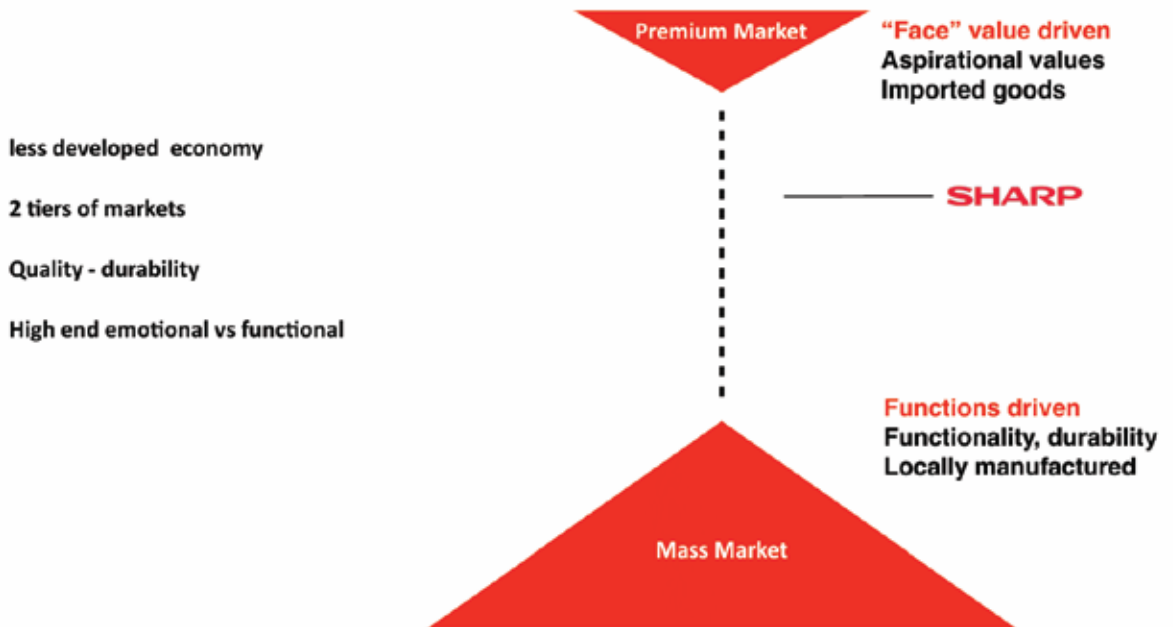 Premium Market
“Face” value driven
Aspirational values
Imported goods
less developed economy
2 tiers of markets
SHARP
Quality - durability
High end emotional vs functional
Functions driven
Functionality, durability
Locally manufactured
Mass Market